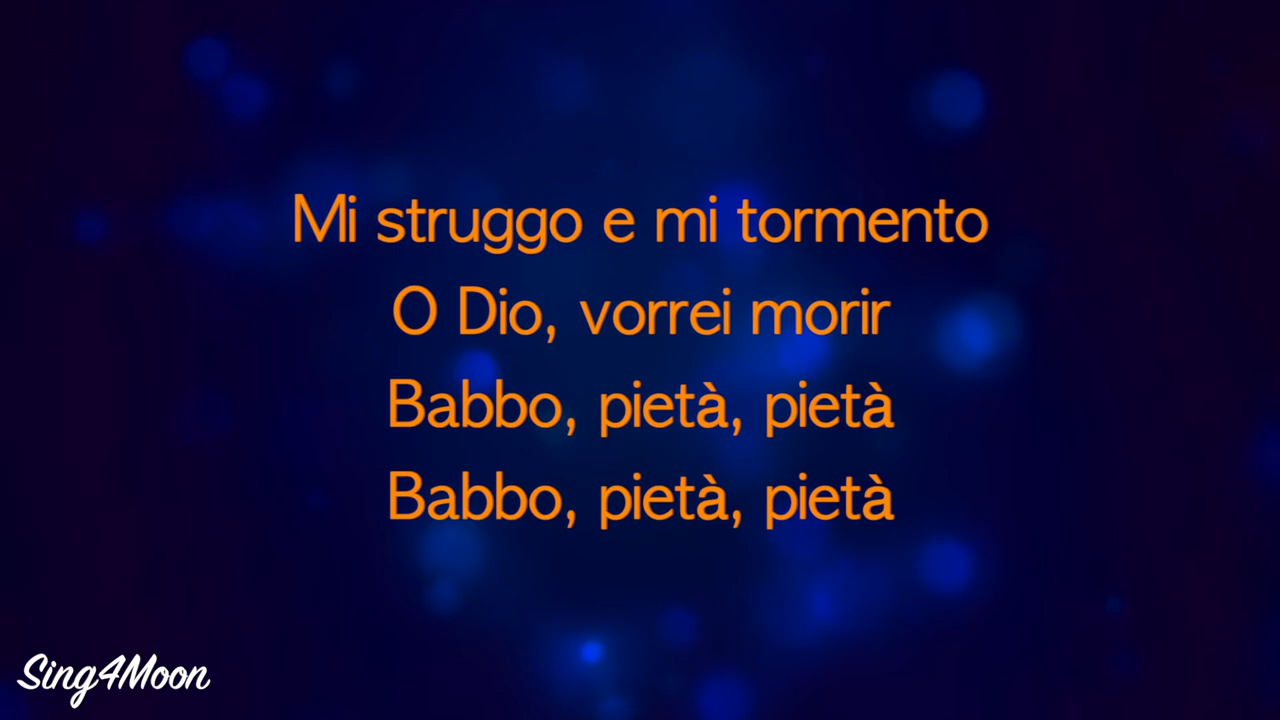 Mi struggo e mi tormento
O Dio, vorrei morir
Babbo, pietà, pietà
Babbo, pietà, pietà
Sing4Moon